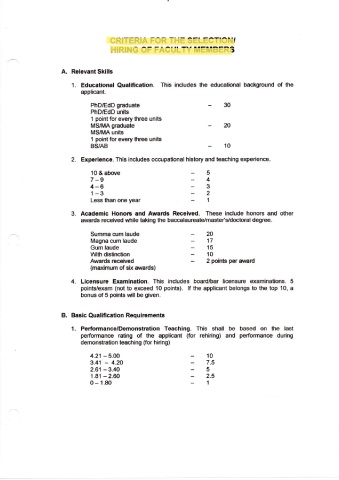 CRITERIA FOR THE SELECTION/
HIRING OF FACULTY MEMBERS
A. Relevant Skills
1. Educational Qualification. This includes the educational background of the
applicant.
PhD/EdD graduate – 30
PhD/EdD units
1 point for every three units
MS/MA graduate – 20
MS/MA units
1 point for every three units
BS/AB – 10
2. Experience. This includes occupational history and teaching experience.
10 & above – 5
7 – 9 – 4
4 – 6 – 3
1 – 3 – 2
Less than one year – 1
3. Academic Honors and Awards Received. These include honors and other
awards received while taking the baccalaureate/master's/doctoral degree.
Summa cum laude – 20
Magna cum laude – 17
Cum laude – 15
With distinction – 10
Awards received – 2 points per award
(maximum of six awards)
4. Licensure Examination. This includes board/bar licensure examinations. 5
points/exam (not to exceed 10 points). If the applicant belongs to the top 10, a
bonus of 5 points will be given.
B. Basic Qualification Requirements
1. Performance/Demonstration Teaching. This shall be based on the last
performance rating of the applicant (for rehiring) and performance during
demonstration teaching (for hiring)
4.21 – 5.00 – 10
3.41 – 4.20 – 7.5
2.61 – 3.40 – 5
1.81 – 2.60 – 2.5
0 – 1.80 – 1